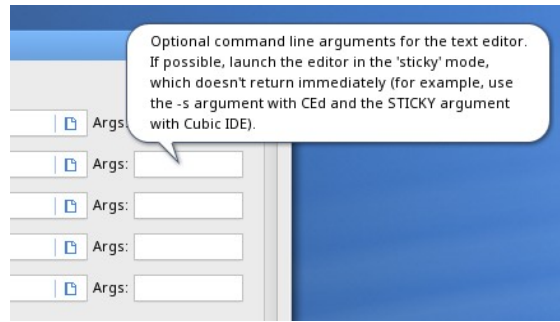 Optional command line arguments for the text editor.
If possible, launch the editor in the 'sticky' mode,
which doesn't return immediately (for example, use
the -s argument with CEd and the STICKY argument
with Cubic IDE).
Args:
Args:
Args:
Args:
Args: